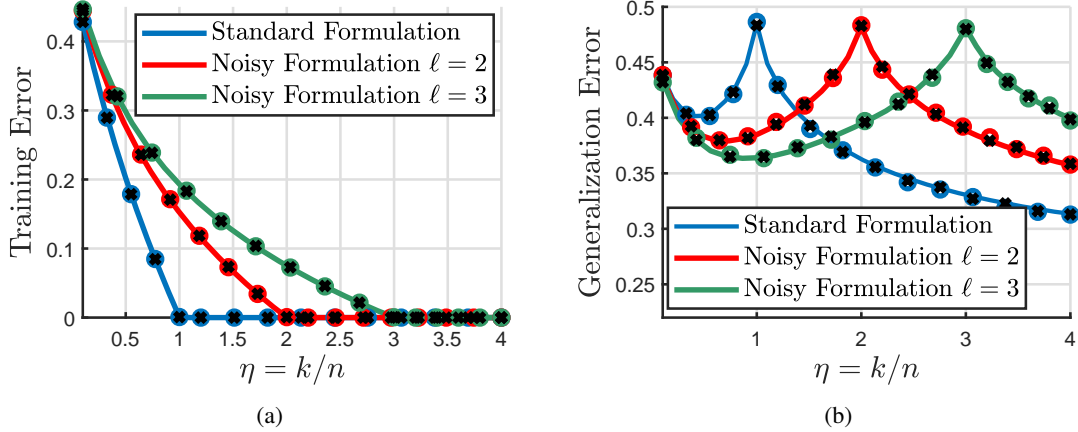 Training Error
0.4
0.3
0.2
0.1
0
0.5 1 1.5 2 2.5 3 3.5 4
η = k/n
Standard Formulation
Noisy Formulation ℓ = 2
Noisy Formulation ℓ = 3
(a)
Generalization Error
0.5
0.45
0.4
0.35
0.3
0.25
1 2 3 4
η = k/n
Standard Formulation
Noisy Formulation ℓ = 2
Noisy Formulation ℓ = 3
(b)